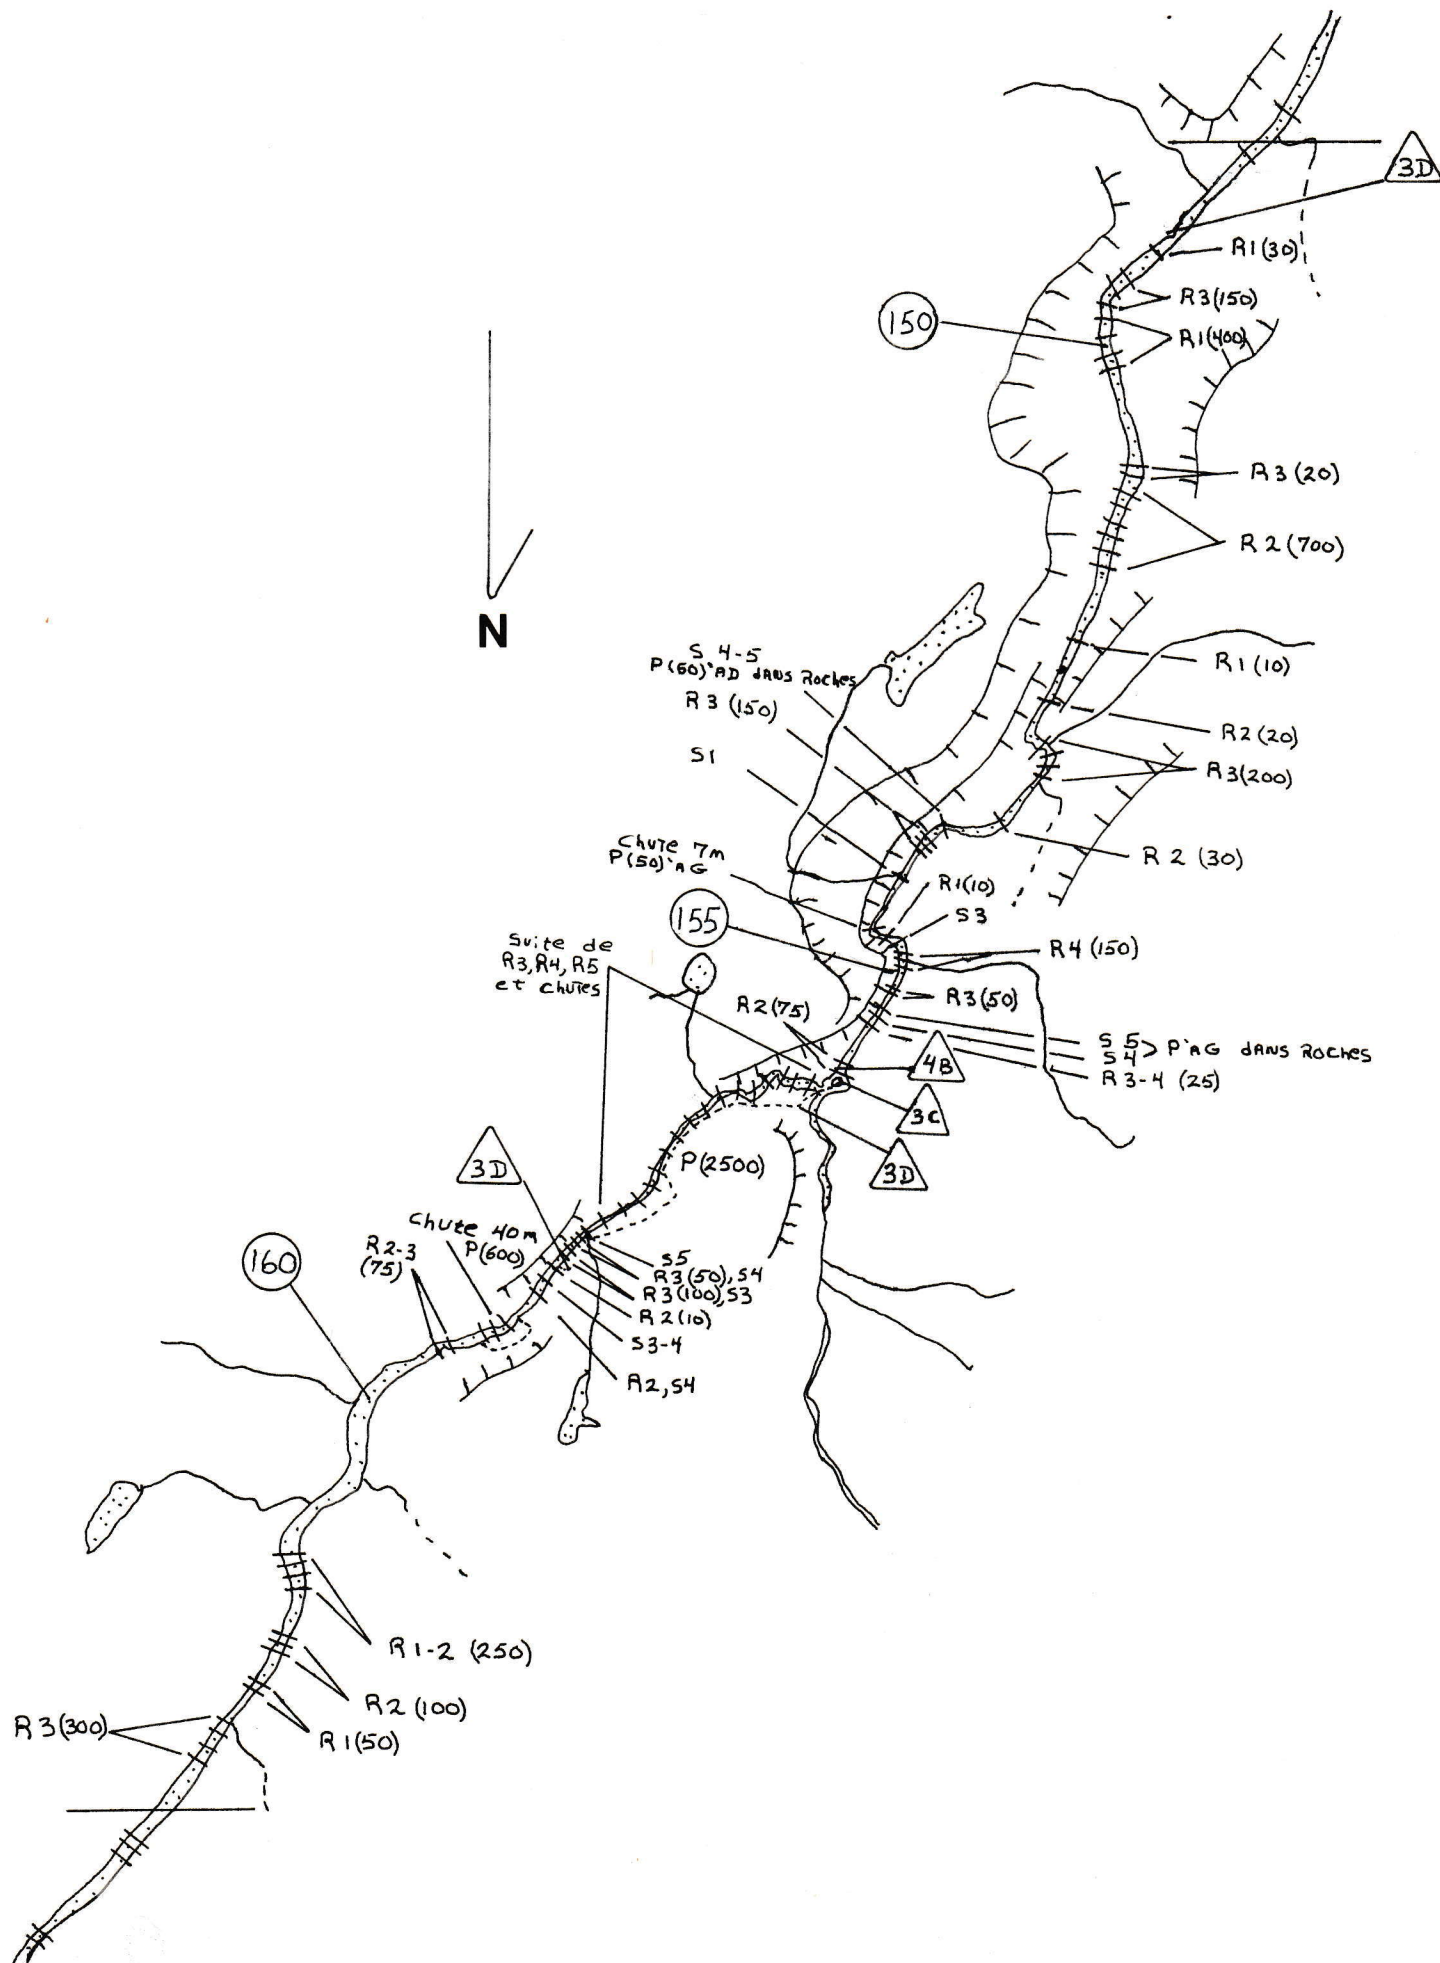 3D
R1(30)
R3(150)
150
R1(400)
R3(20)
R2(700)
N
S 4-5
P(60)'AD dANS Roches
R1(10)
R3(150)
R2(20)
S1
R3(200)
Chute 7m
P(50)'AG
R2(30)
R1(10)
155
S3
Suite de
R3, R4, R5
et chutes
R4(150)
R2(75)
R3(50)
S5
S4 > P'AG dANS Roches
R3-4(25)
4B
3C
3D
3D
P(2500)
Chute 40m
P(600)
R2-3
(75)
160
S5
R3(50), S4
R3(100), S3
R2(10)
S3-4
R2, S4
R1-2(250)
R2(100)
R3(300)
R1(50)